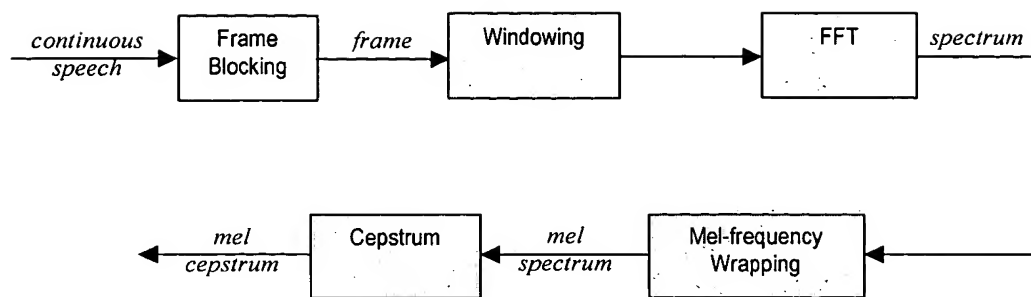 continuous
speech
Frame
Blocking
frame
Windowing
FFT
spectrum
mel
cepstrum
Cepstrum
mel
spectrum
Mel-frequency
Wrapping